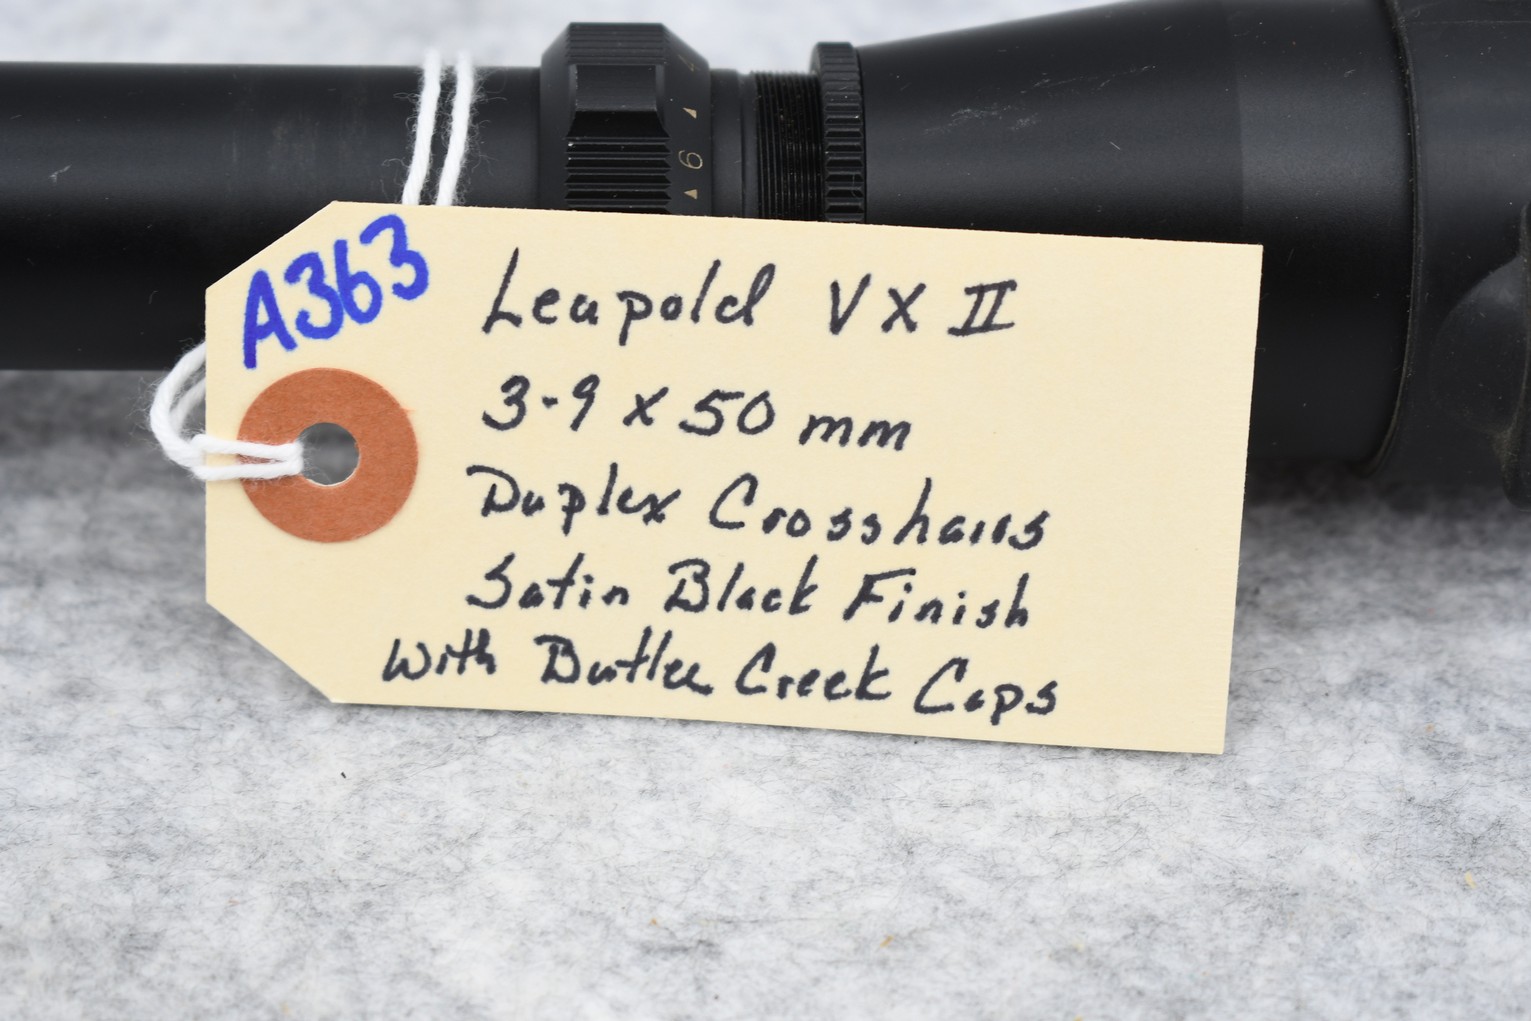 A363
Leupold VX II
3-9 x 50 mm
Duplex Crosshairs
Satin Black Finish
With Butler Creek Caps
6